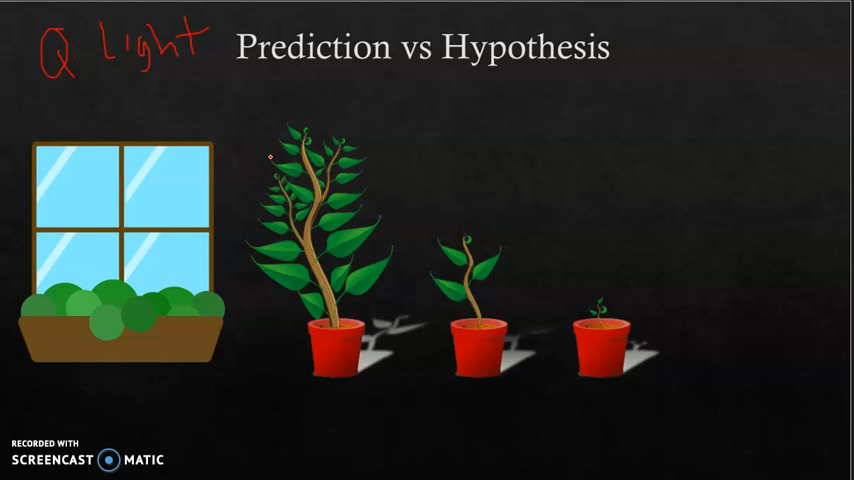 Q: Light
Prediction vs Hypothesis
RECORDED WITH
SCREENCAST MATIC